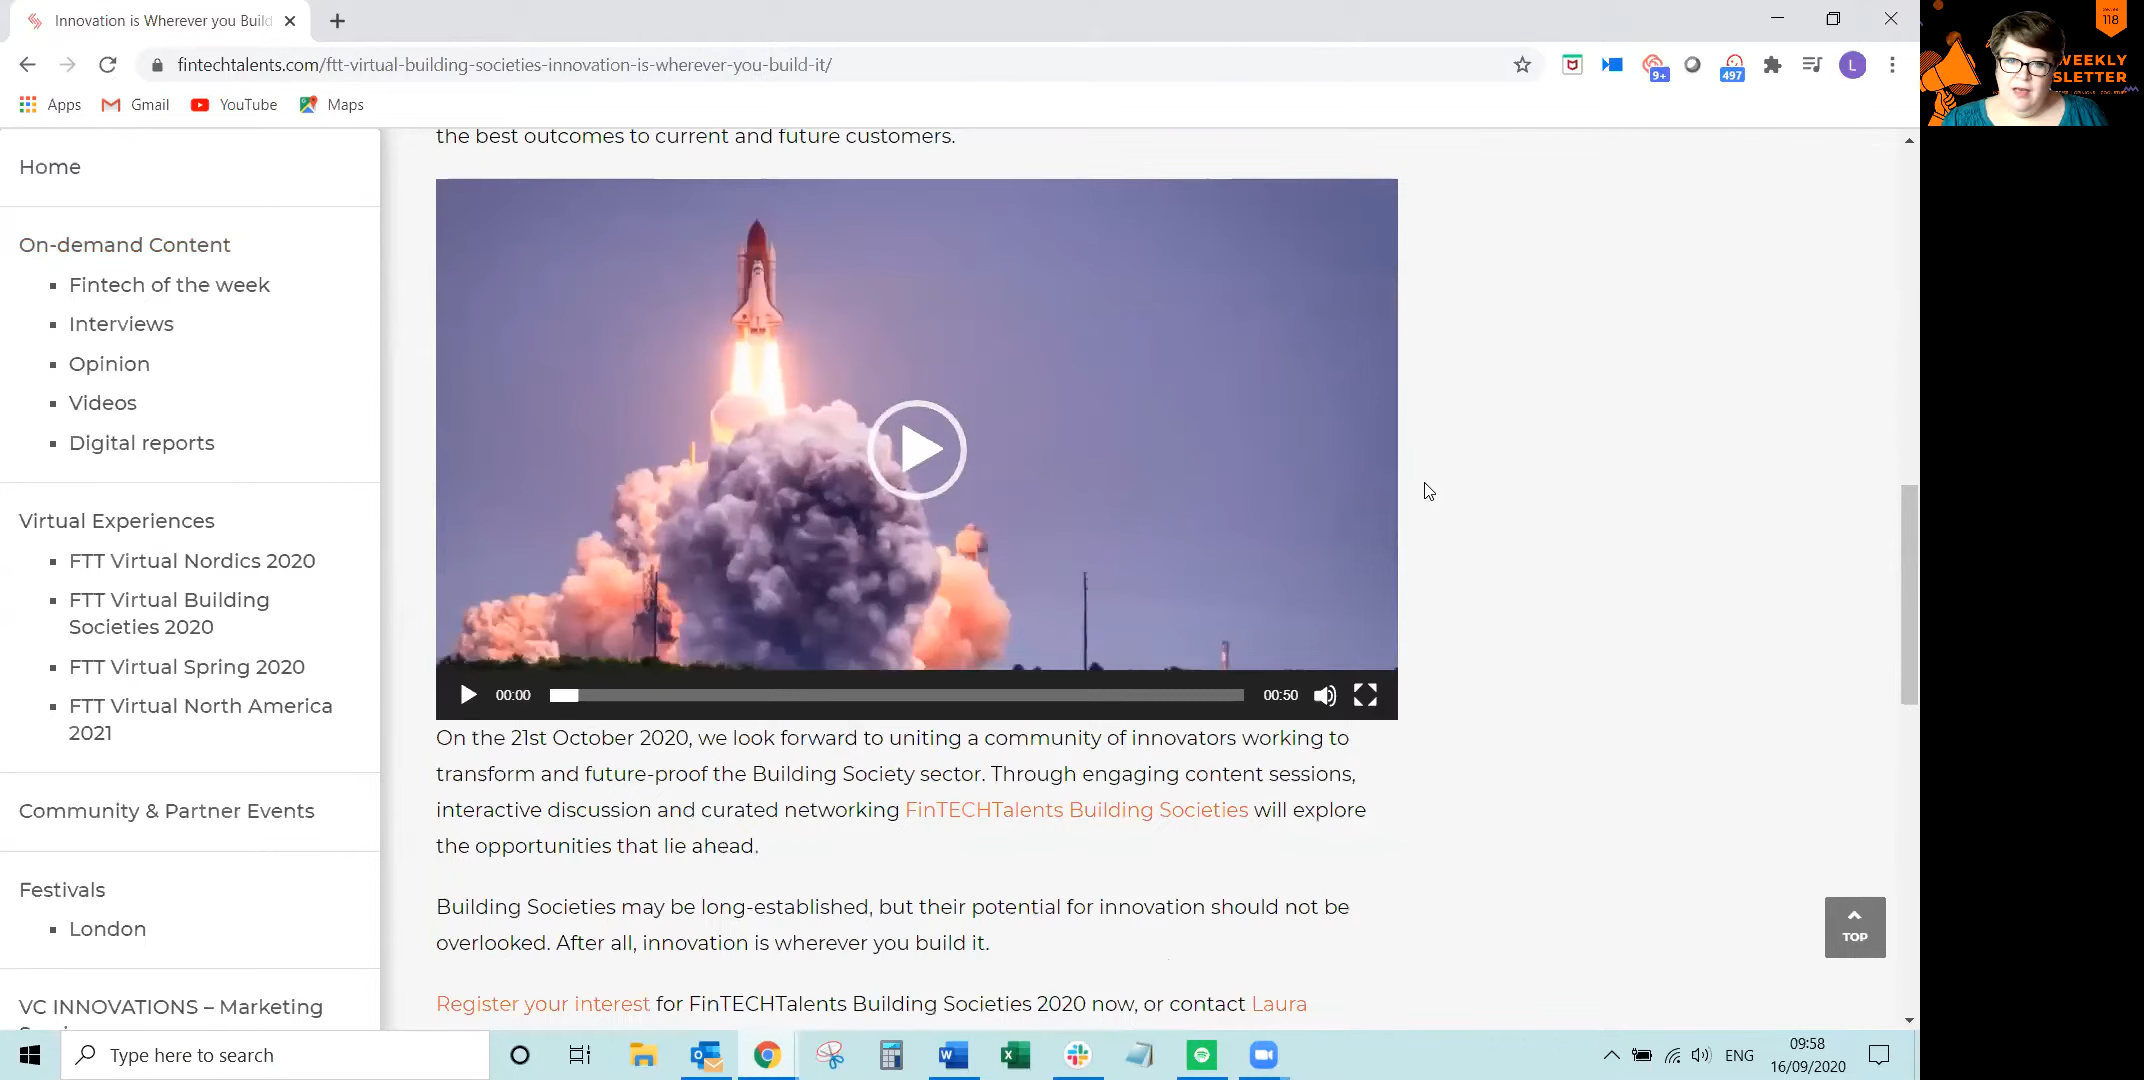 Innovation is Wherever you Build
fintechtalents.com/ftt-virtual-building-societies-innovation-is-wherever-you-build-it/
9+
497
L
Apps
Gmail
YouTube
Maps
118
WEEKLY
SLETTER
Home
On-demand Content
Fintech of the week
Interviews
Opinion
Videos
Digital reports
Virtual Experiences
FTT Virtual Nordics 2020
FTT Virtual Building
Societies 2020
FTT Virtual Spring 2020
FTT Virtual North America
2021
Community & Partner Events
Festivals
London
VC INNOVATIONS – Marketing
the best outcomes to current and future customers.
00:00
00:50
On the 21st October 2020, we look forward to uniting a community of innovators working to
transform and future-proof the Building Society sector. Through engaging content sessions,
interactive discussion and curated networking FinTECHTalents Building Societies will explore
the opportunities that lie ahead.
Building Societies may be long-established, but their potential for innovation should not be
overlooked. After all, innovation is wherever you build it.
Register your interest for FinTECHTalents Building Societies 2020 now, or contact Laura
TOP
Type here to search
ENG
09:58
16/09/2020